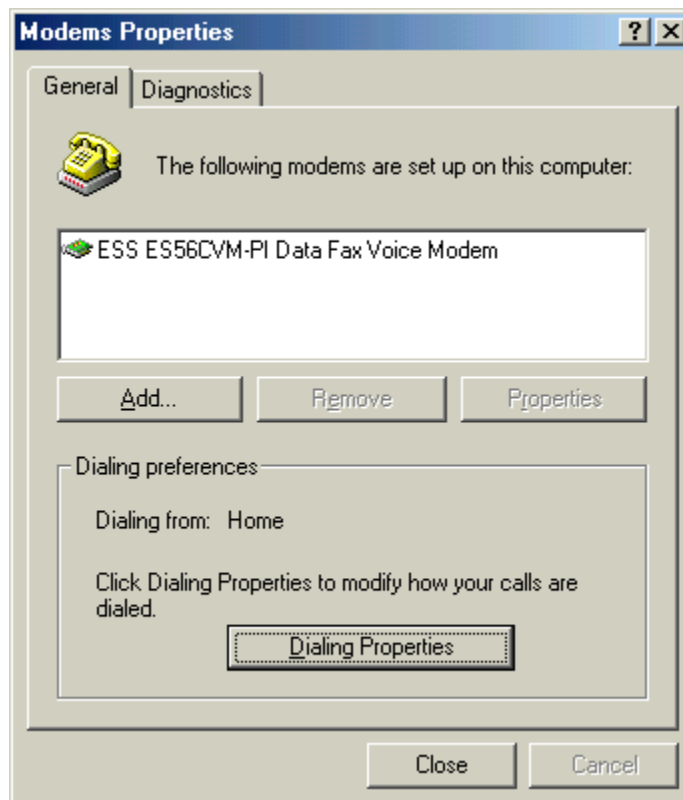 Modems Properties
General
Diagnostics
The following modems are set up on this computer:
ESS ES56CVM-PI Data Fax Voice Modem
Add...
Remove
Properties
Dialing preferences
Dialing from: Home
Click Dialing Properties to modify how your calls are
dialed.
Dialing Properties
Close
Cancel